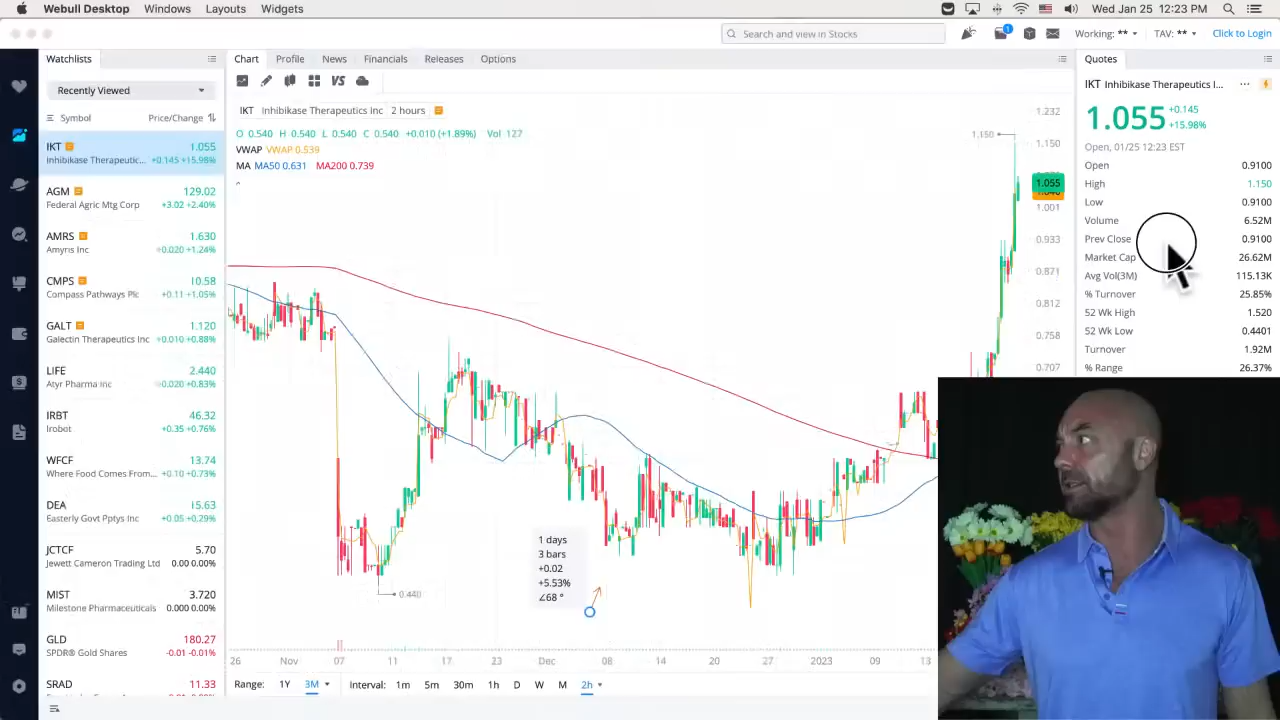 Webull Desktop Windows Layouts Widgets Wed Jan 25 12:23 PM
Search and view in Stocks 1 Working: ** TAV: ** Click to Login
Watchlists Chart Profile News Financials Releases Options Quotes
Recently Viewed
Symbol Price/Change
IKT 1.055
Inhibikase Therapeutic... +0.145 +15.98%
AGM 129.02
Federal Agric Mtg Corp +3.02 +2.40%
AMRS 1.630
Amyris Inc +0.020 +1.24%
CMPS 10.58
Compass Pathways Plc +0.11 +1.05%
GALT 1.120
Galectin Therapeutics Inc +0.010 +0.88%
LIFE 2.440
Atyr Pharma Inc +0.020 +0.83%
IRBT 46.32
Irobot +0.35 +0.76%
WFCF 13.74
Where Food Comes From... +0.10 +0.73%
DEA 15.63
Easterly Govt Pptys Inc +0.05 +0.29%
JCTCF 5.70
Jewett Cameron Trading Ltd 0.00 0.00%
MIST 3.720
Milestone Pharmaceuticals 0.000 0.00%
GLD 180.27
SPDR® Gold Shares -0.01 -0.01%
SRAD 11.33
VS
IKT Inhibikase Therapeutics Inc 2 hours
O 0.540 H 0.540 L 0.540 C 0.540 +0.010 (+1.89%) Vol 127
VWAP VWAP 0.539
MA MA50 0.631 MA200 0.739
1.150
0.440
1 days
3 bars
+0.02
+5.53%
∠68 °
1.232
1.150
1.055
1.001
0.933
0.871
0.812
0.758
0.707
26 Nov 07 11 17 23 Dec 08 14 20 27 2023 09 13
Range: 1Y 3M Interval: 1m 5m 30m 1h D W M 2h
IKT Inhibikase Therapeutics I...
1.055 +0.145
+15.98%
Open, 01/25 12:23 EST
Open 0.9100
High 1.150
Low 0.9100
Volume 6.52M
Prev Close 0.9100
Market Cap 26.62M
Avg Vol(3M) 115.13K
% Turnover 25.85%
52 Wk High 1.520
52 Wk Low 0.4401
Turnover 1.92M
% Range 26.37%